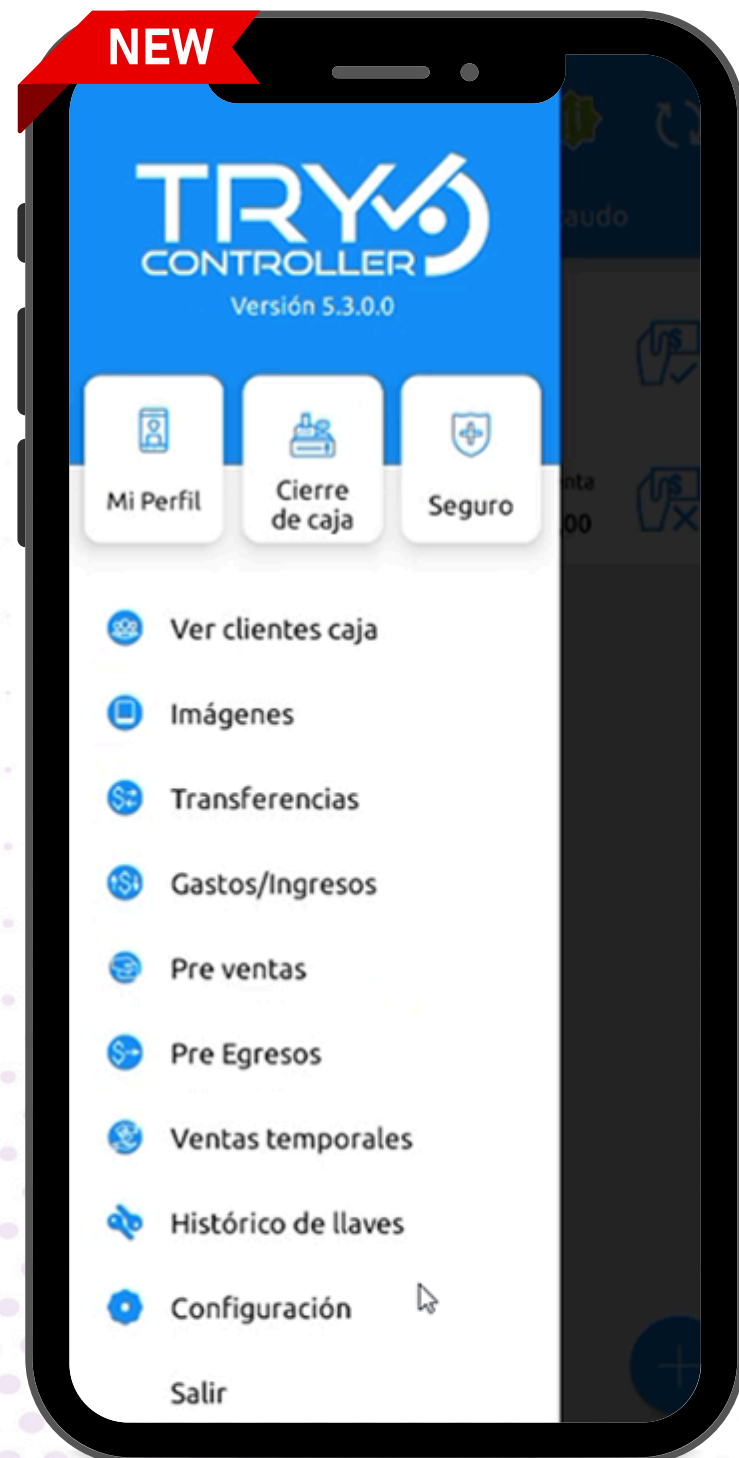 NEW
TRY
CONTROLLER
Versión 5.3.0.0
Mi Perfil
Cierre
de caja
Seguro
Ver clientes caja
Imágenes
Transferencias
Gastos/Ingresos
Pre ventas
Pre Egresos
Ventas temporales
Histórico de llaves
Configuración
Salir